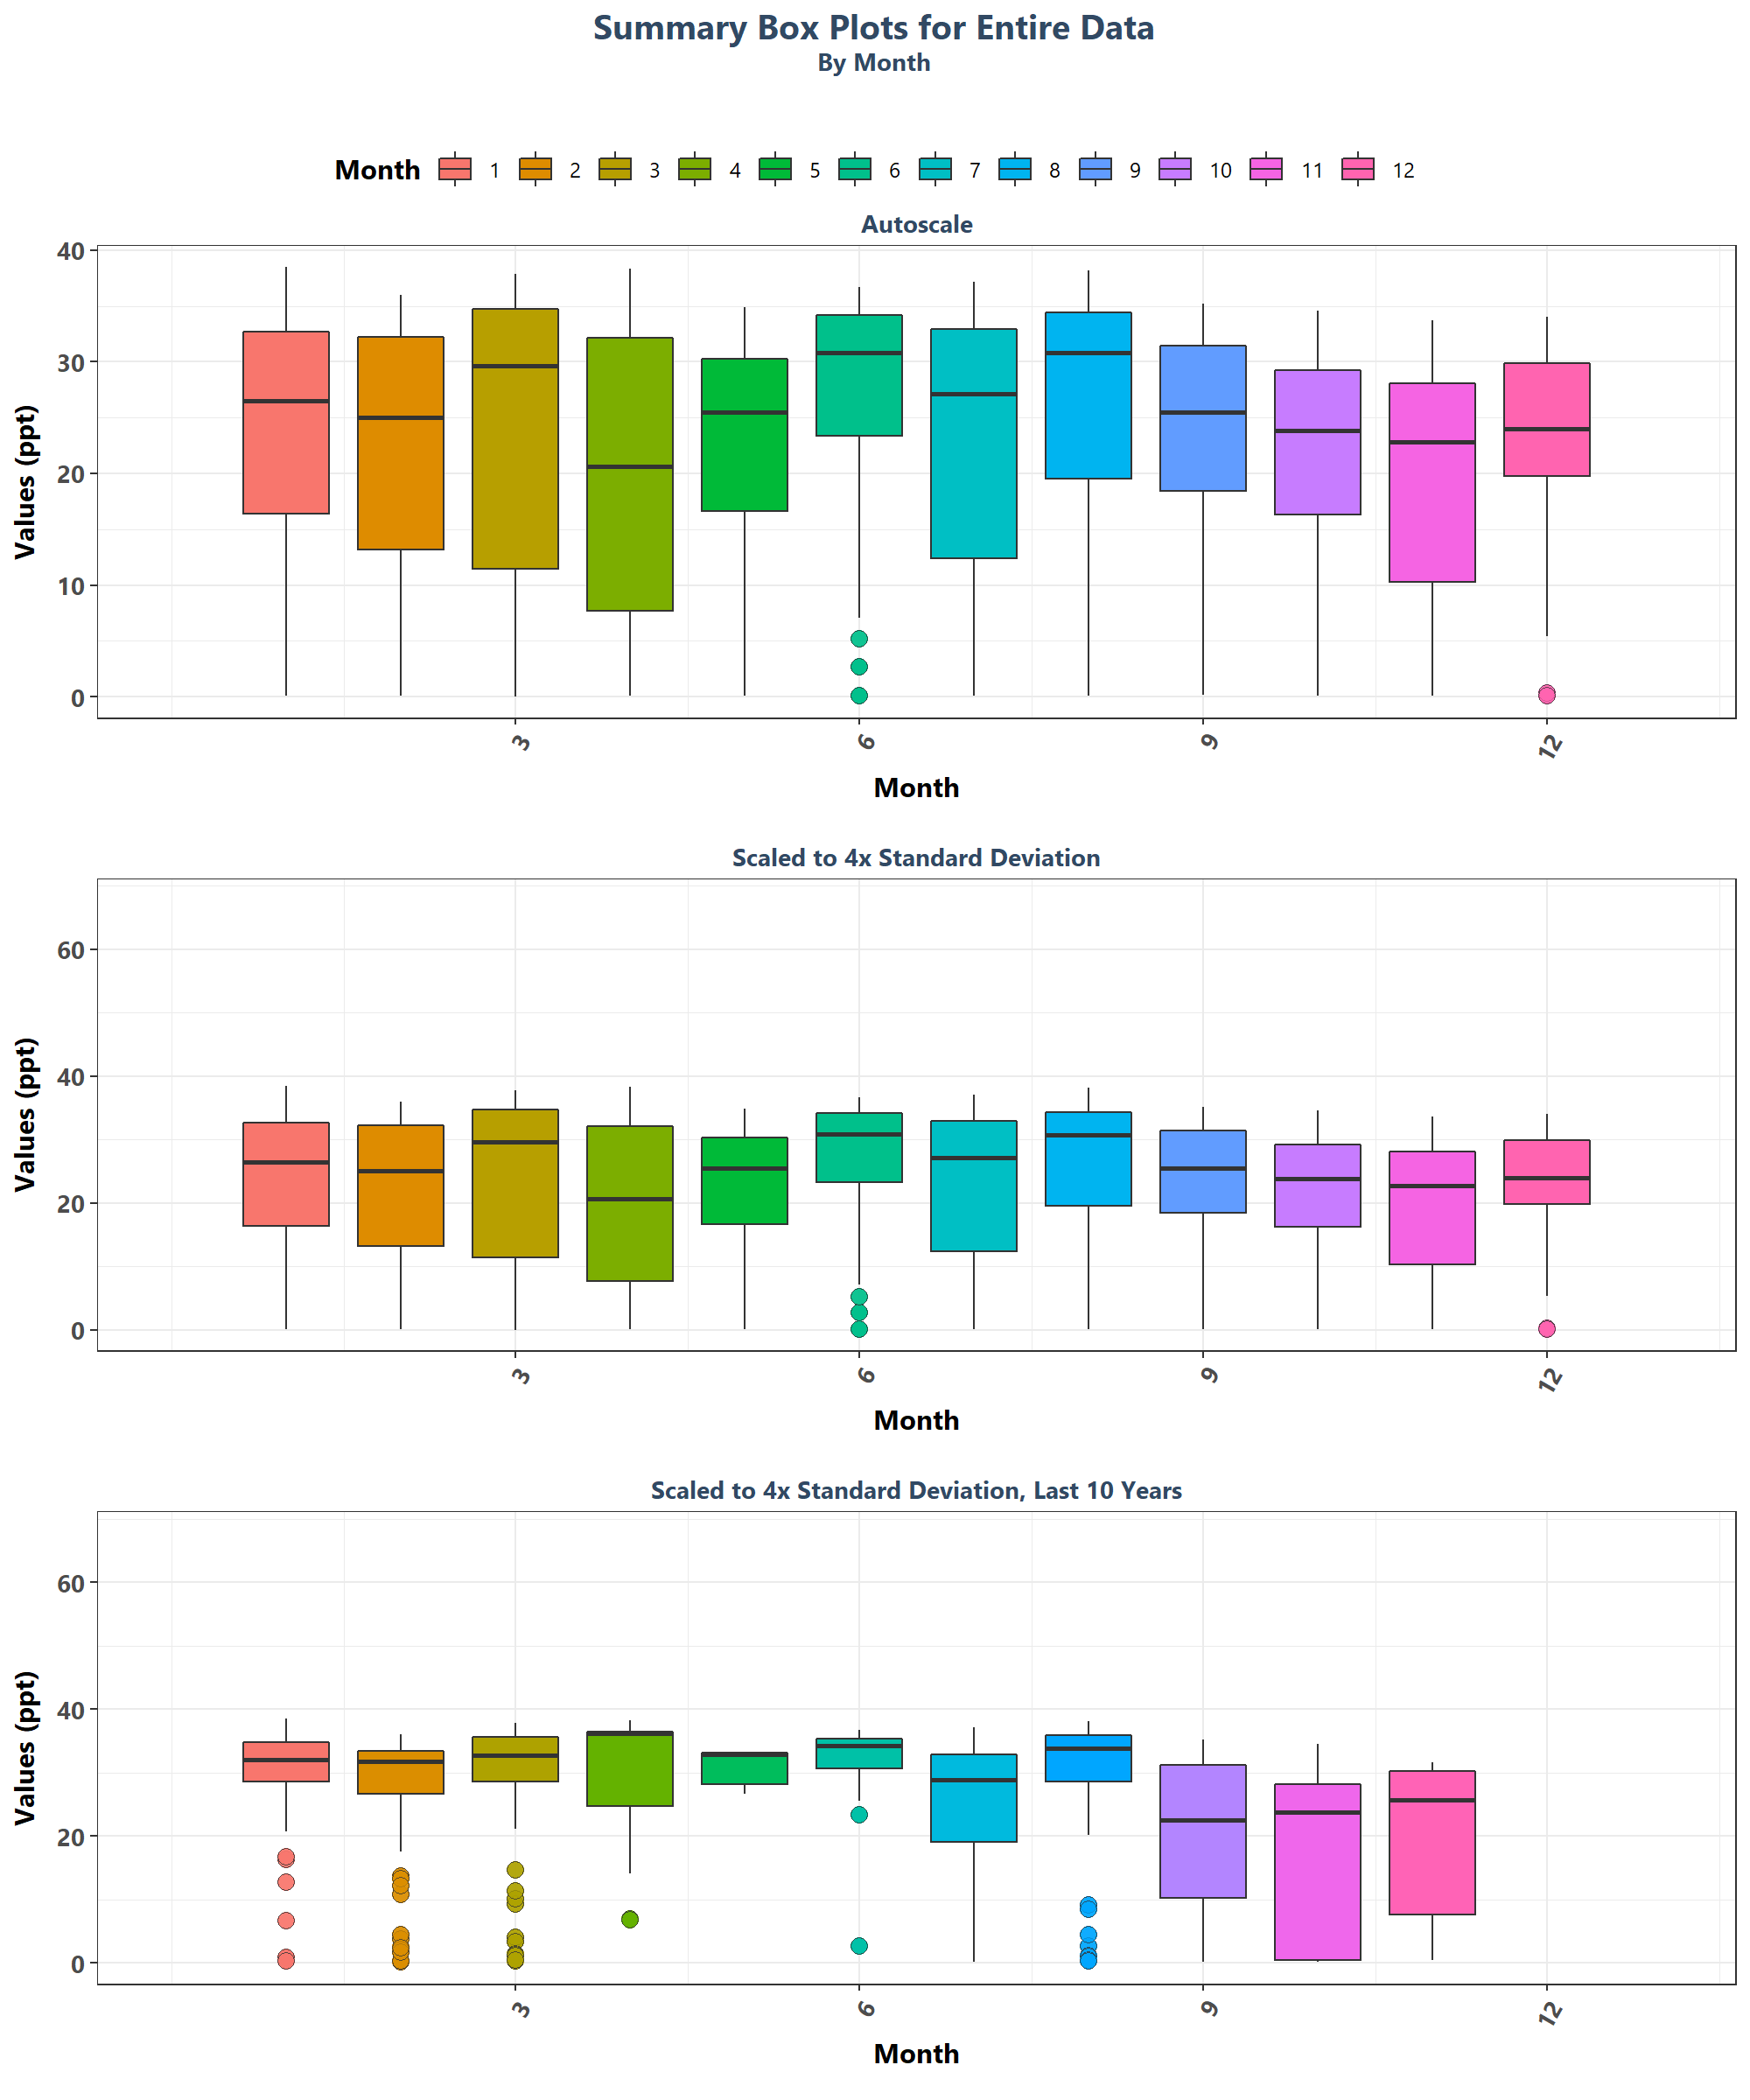 Summary Box Plots for Entire Data
By Month
Month 1 2 3 4 5 6 7 8 9 10 11 12
Autoscale
Values (ppt)
40
30
20
10
0
3 6 9 12
Month
Scaled to 4x Standard Deviation
Values (ppt)
60
40
20
0
3 6 9 12
Month
Scaled to 4x Standard Deviation, Last 10 Years
Values (ppt)
60
40
20
0
3 6 9 12
Month